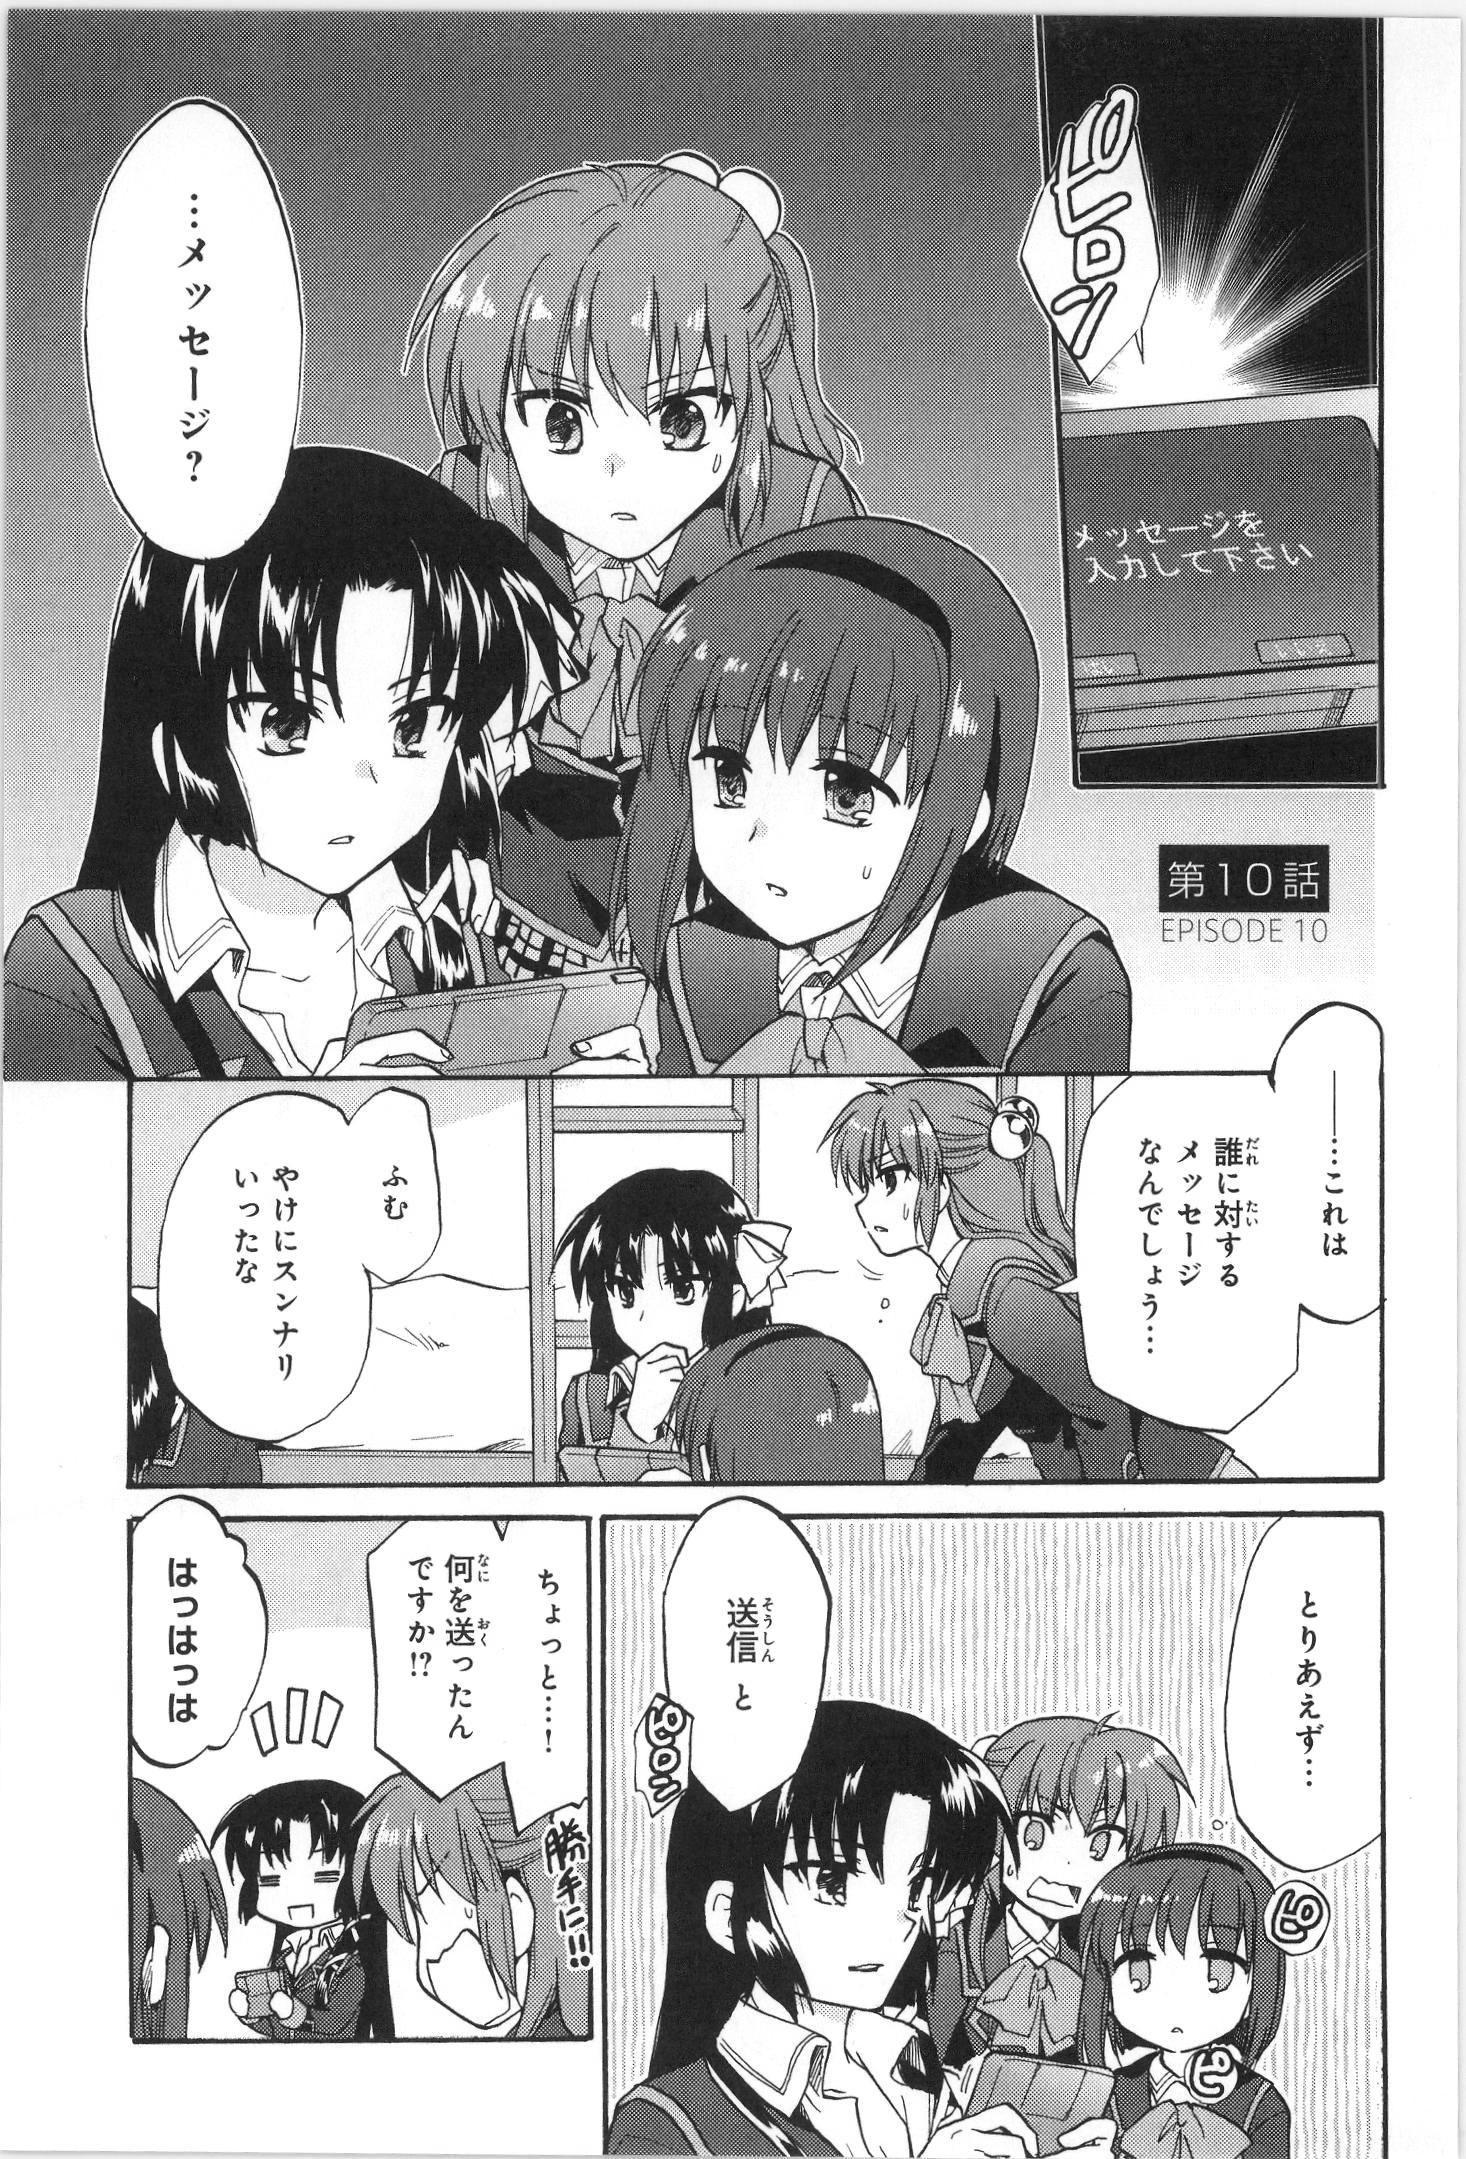 ピロン
メッセージを
入力して下さい
はい
いいえ
…メッセージ？
第10話
EPISODE 10
――…これは
誰に対する
メッセージ
なんでしょう…
ふむ
やけにスンナリ
いったな
とりあえず…
ピピ
ピ
送信と
ピロニ
ちょっと…！
何を送ったん
ですか!?
勝手に!!
はっはっは